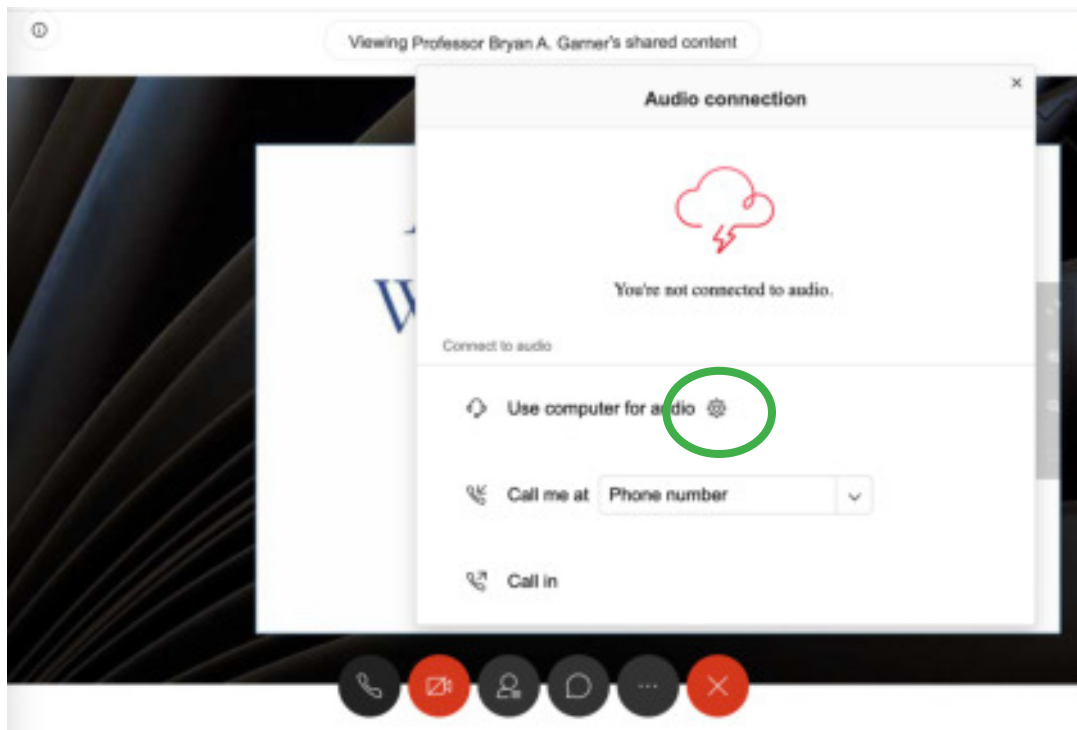 Viewing Professor Bryan A. Garner's shared content
Audio connection
You're not connected to audio.
Connect to audio
Use computer for audio
Call me at Phone number
Call in
W